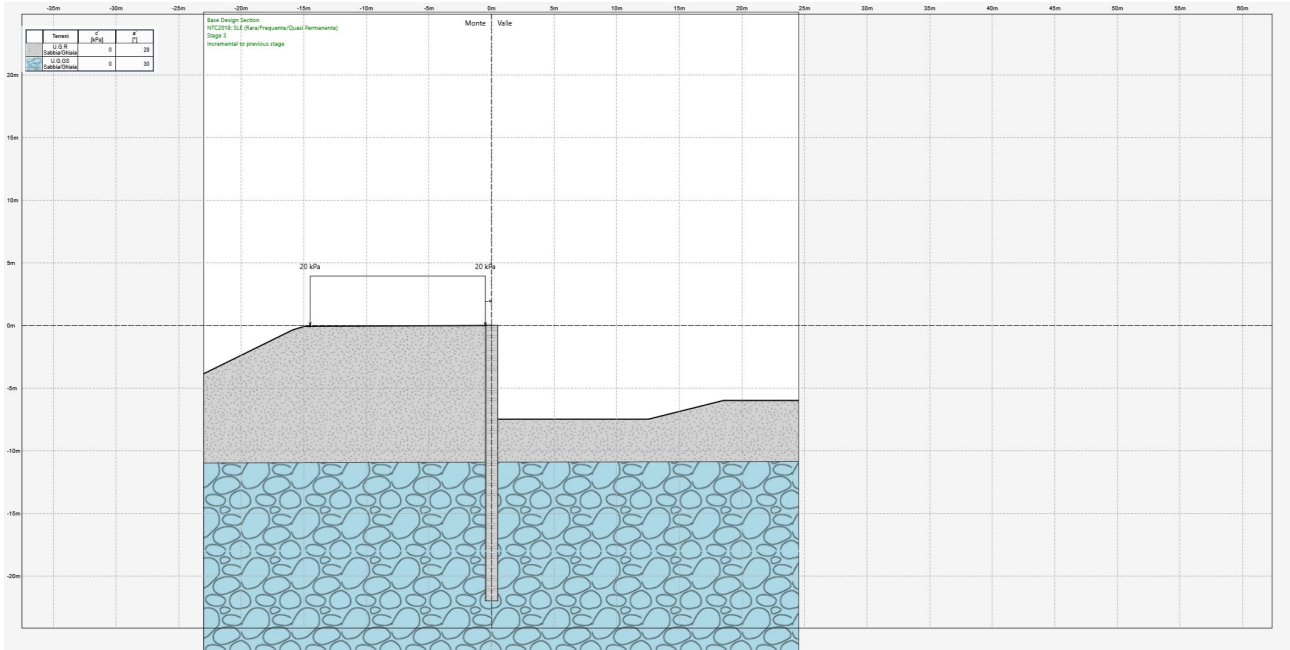 -35m -30m -25m -20m -15m -10m -5m 0m 5m 10m 15m 20m 25m 30m 35m 40m 45m 50m 55m 60m
Base Design Section
NTC2018: SLE (Rara/Frequente/Quasi Permanente)
Stage 3
Incremental to previous stage
Monte Valle
Terreni c' [kPa] ø' [°]
U.G.R Sabbia/Ghiaia 0 28
U.G.GS Sabbia/Ghiaia 0 30
20m
15m
10m
5m
20 kPa 20 kPa
0m
-5m
-10m
-15m
-20m